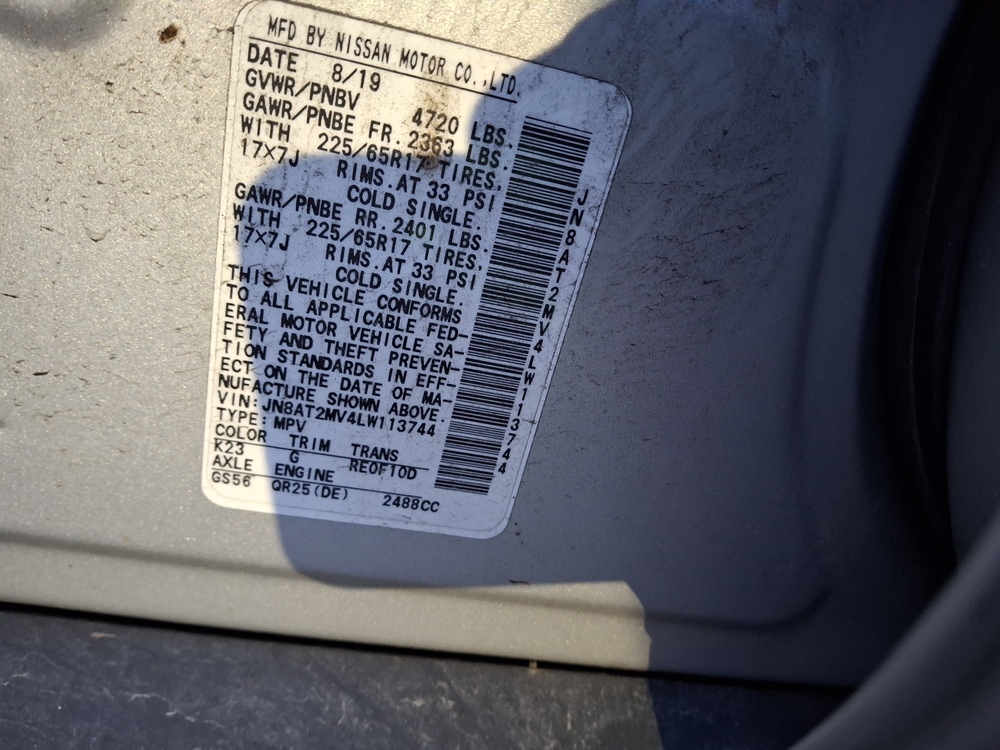 MFD BY NISSAN MOTOR CO.,LTD.
DATE 8/19
GVWR/PNBV 4720 LBS.
GAWR/PNBE FR. 2363 LBS.
WITH 225/65R17 TIRES,
17X7J RIMS.AT 33 PSI
COLD SINGLE.
GAWR/PNBE RR. 2401 LBS.
WITH 225/65R17 TIRES,
17X7J RIMS.AT 33 PSI
COLD SINGLE.
THIS VEHICLE CONFORMS
TO ALL APPLICABLE FED-
ERAL MOTOR VEHICLE SA-
FETY AND THEFT PREVEN-
TION STANDARDS IN EFF-
ECT ON THE DATE OF MA-
NUFACTURE SHOWN ABOVE.
VIN:JN8AT2MV4LW113744
TYPE:MPV
COLOR TRIM TRANS
K23 G RE0F10D
AXLE ENGINE
GS56 QR25(DE) 2488CC
JN8AT2MV4LW113744